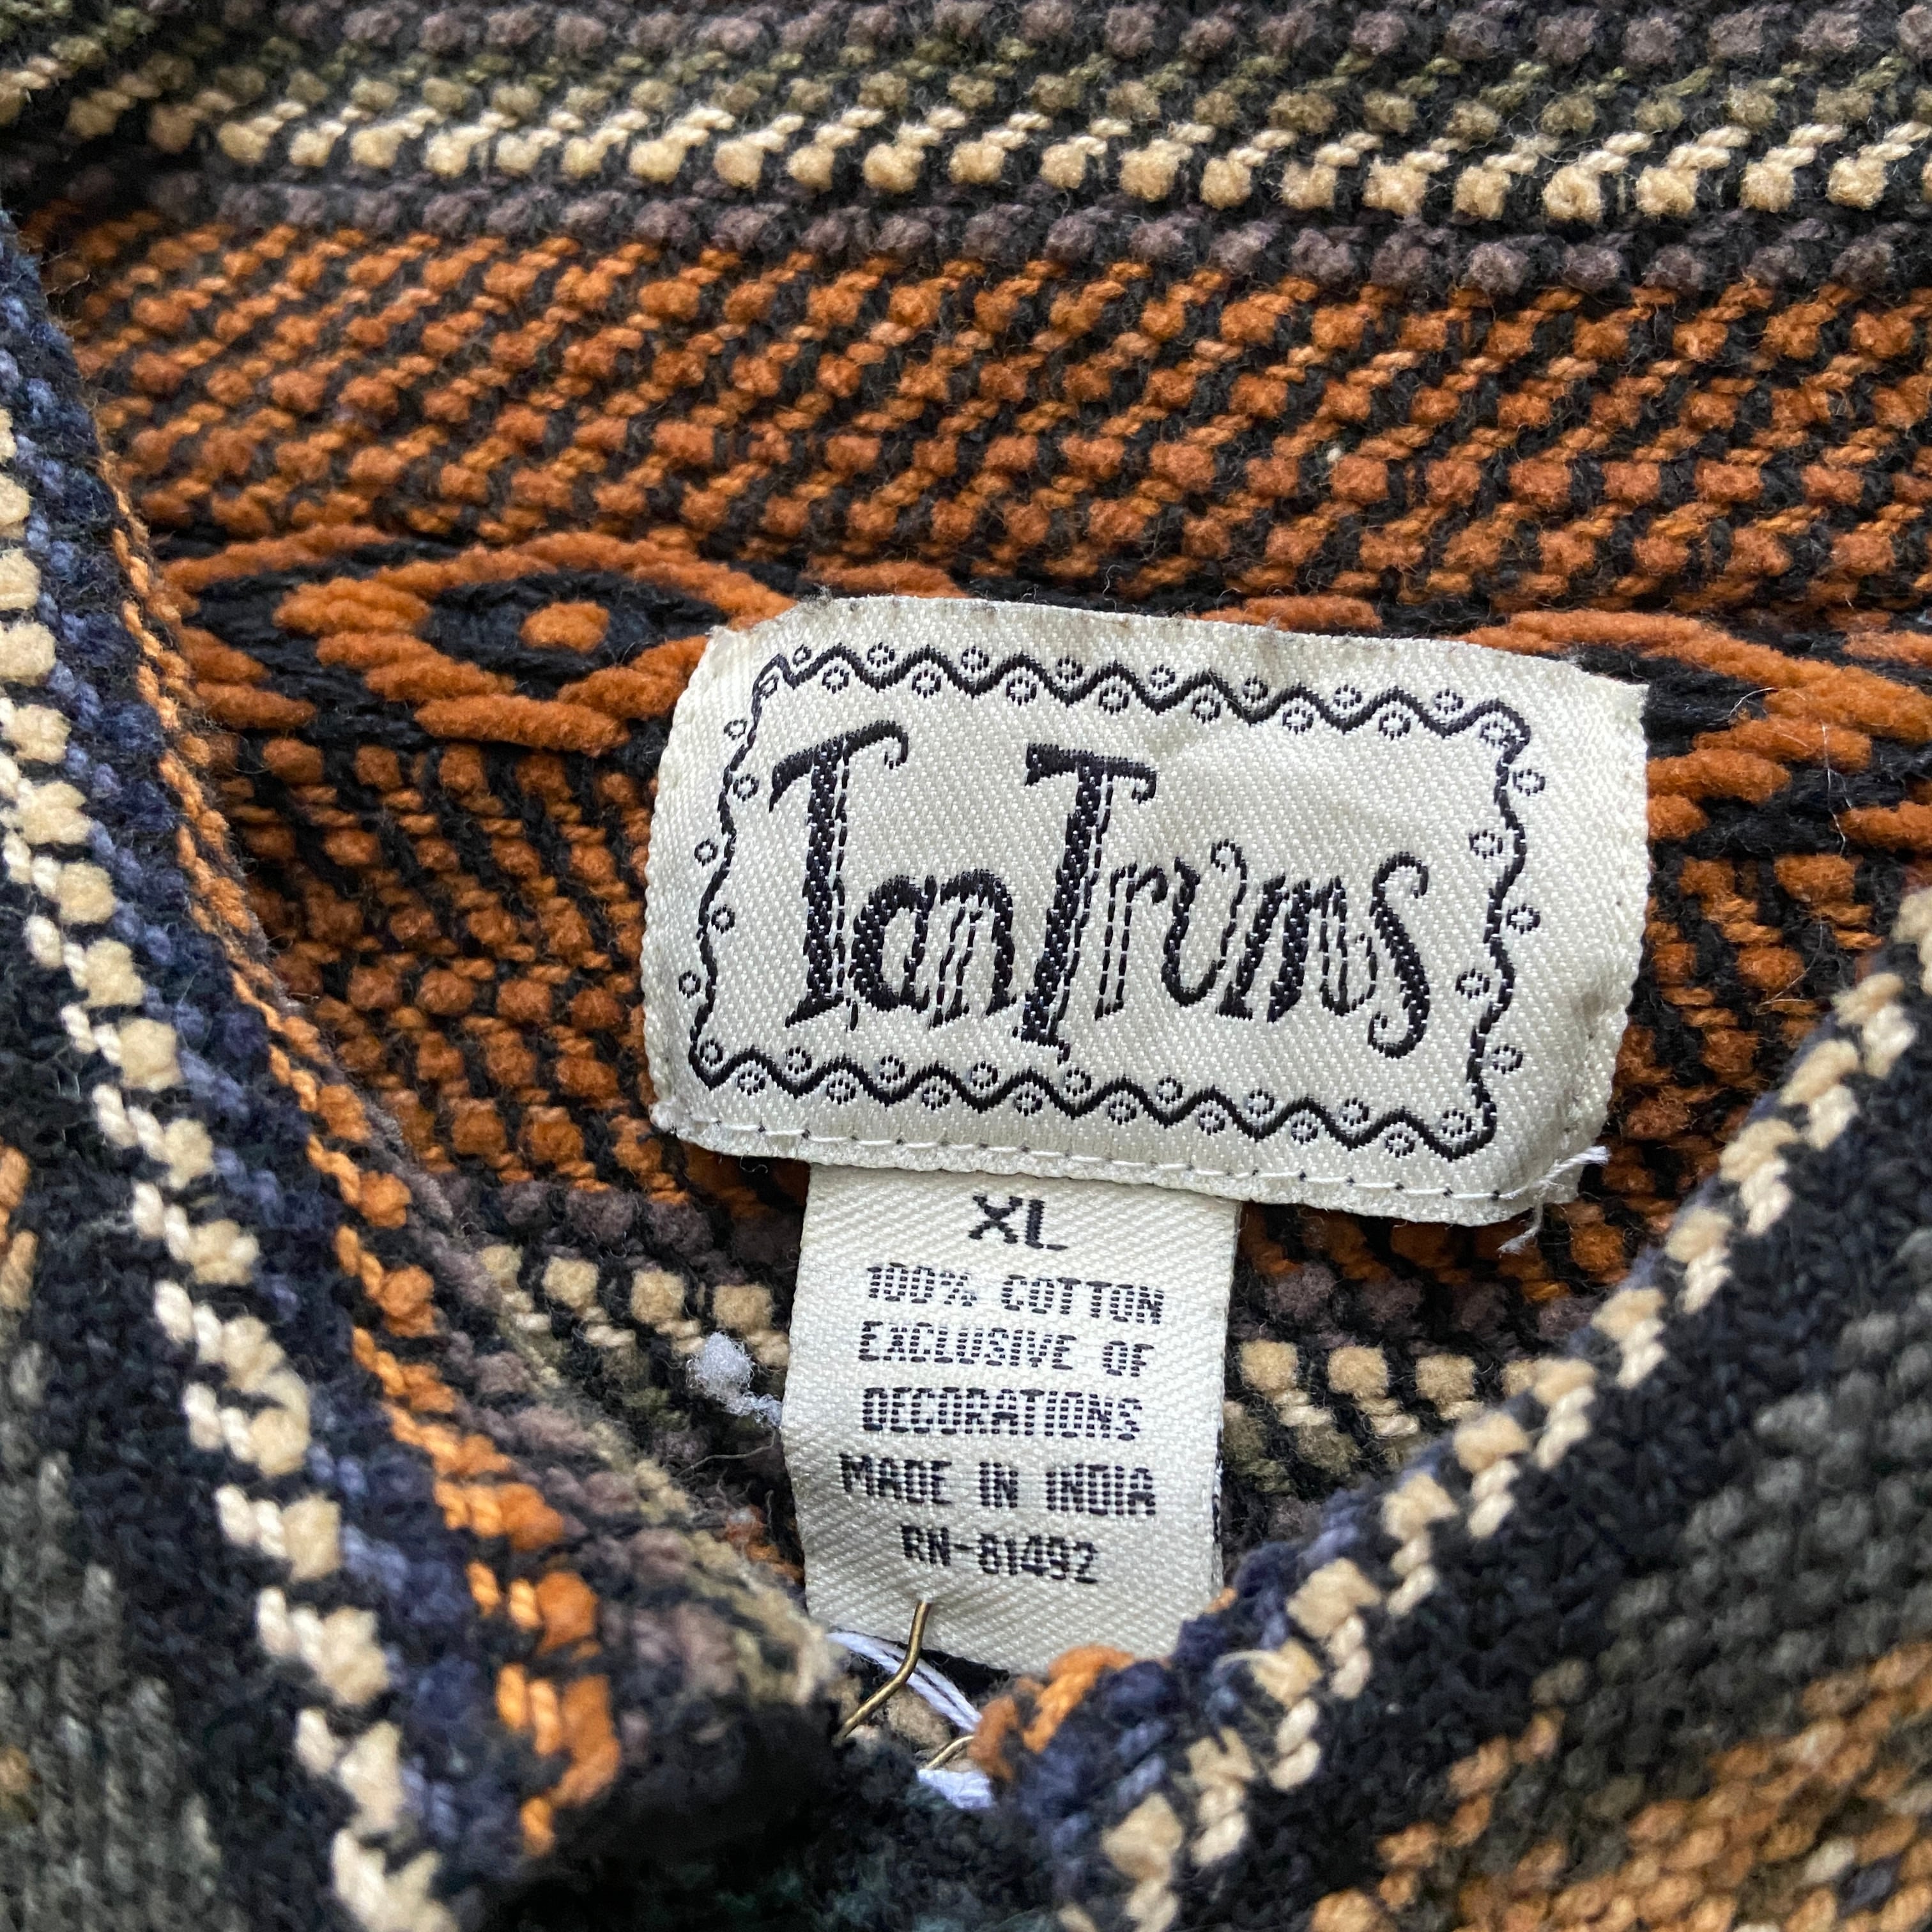 TanTrums
XL
100% COTTON
EXCLUSIVE OF
DECORATIONS
MADE IN INDIA
RN-81492